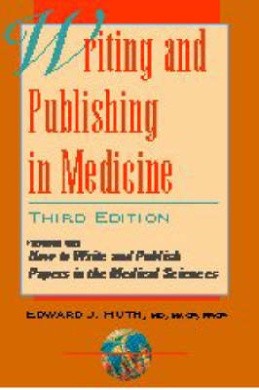 Writing and
Publishing
in Medicine
THIRD EDITION
How to Write and Publish
Papers in the Medical Sciences
EDWARD J. HUTH, MD,